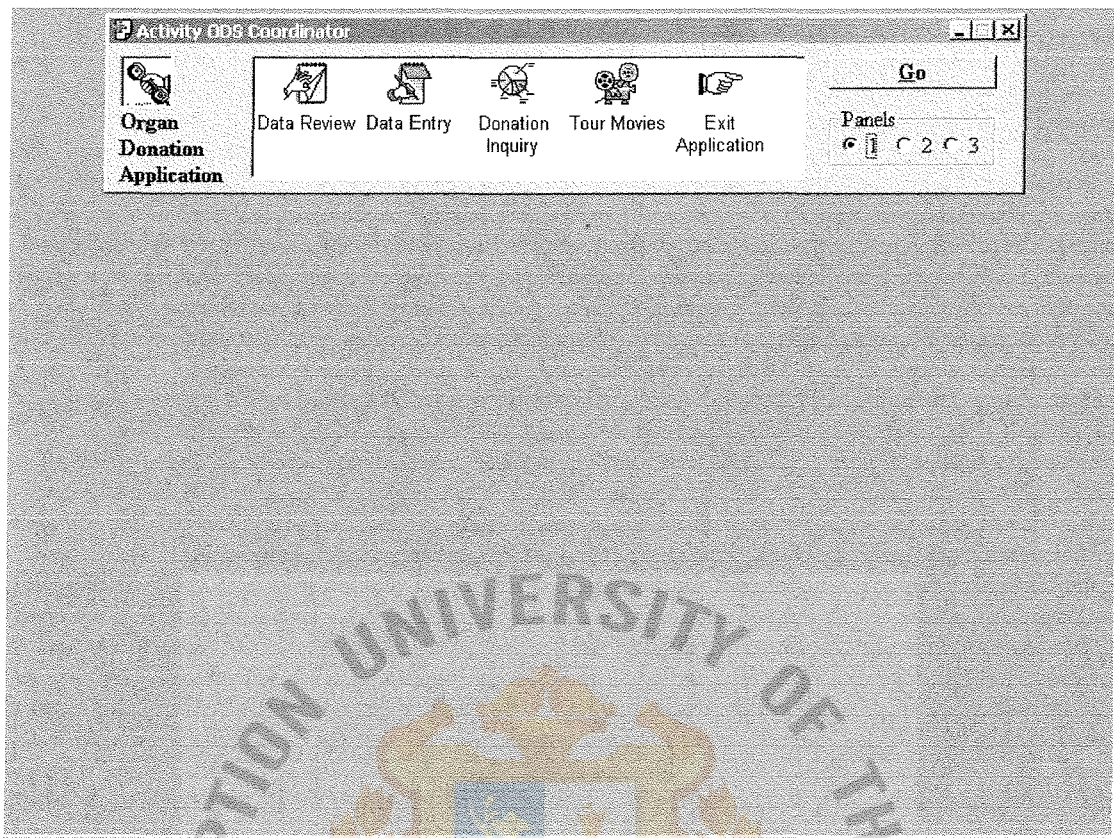 Activity ODS Coordinator
Organ
Donation
Application
Data Review
Data Entry
Donation
Inquiry
Tour Movies
Exit
Application
Go
Panels
1 2 3
UNIVERSITY OF